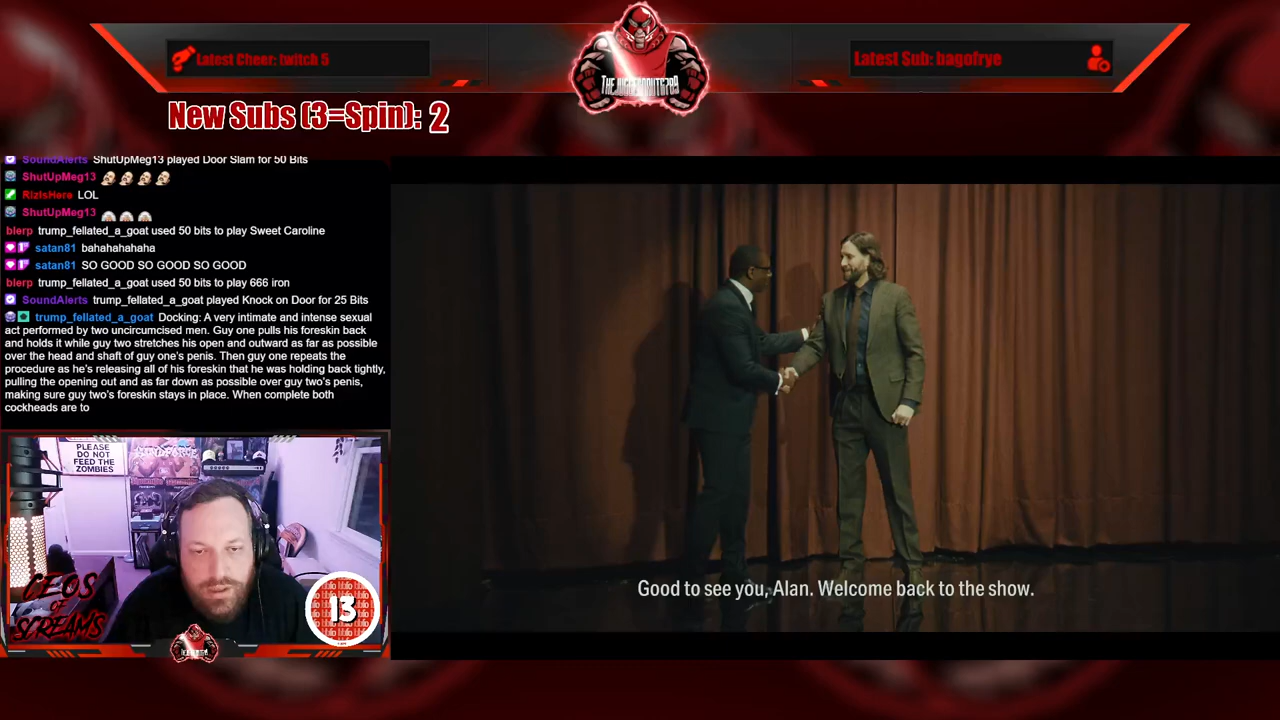 Latest Cheer: twitch 5
THEJUGGERNAUT6789
Latest Sub: bagofrye
New Subs (3=Spin): 2
SoundAlerts ShutUpMeg13 played Door Slam for 50 Bits
ShutUpMeg13
RizIsHere LOL
ShutUpMeg13
blerp trump_fellated_a_goat used 50 bits to play Sweet Caroline
satan81 bahahahahaha
satan81 SO GOOD SO GOOD SO GOOD
blerp trump_fellated_a_goat used 50 bits to play 666 iron
SoundAlerts trump_fellated_a_goat played Knock on Door for 25 Bits
trump_fellated_a_goat Docking: A very intimate and intense sexual
act performed by two uncircumcised men. Guy one pulls his foreskin back
and holds it while guy two stretches his open and outward as far as possible
over the head and shaft of guy one's penis. Then guy one repeats the
procedure as he's releasing all of his foreskin that he was holding back tightly,
pulling the opening out and as far down as possible over guy two's penis,
making sure guy two's foreskin stays in place. When complete both
cockheads are to
PLEASE
DO NOT
FEED THE
ZOMBIES
CEOS
OF
SCREAMS
13
Good to see you, Alan. Welcome back to the show.